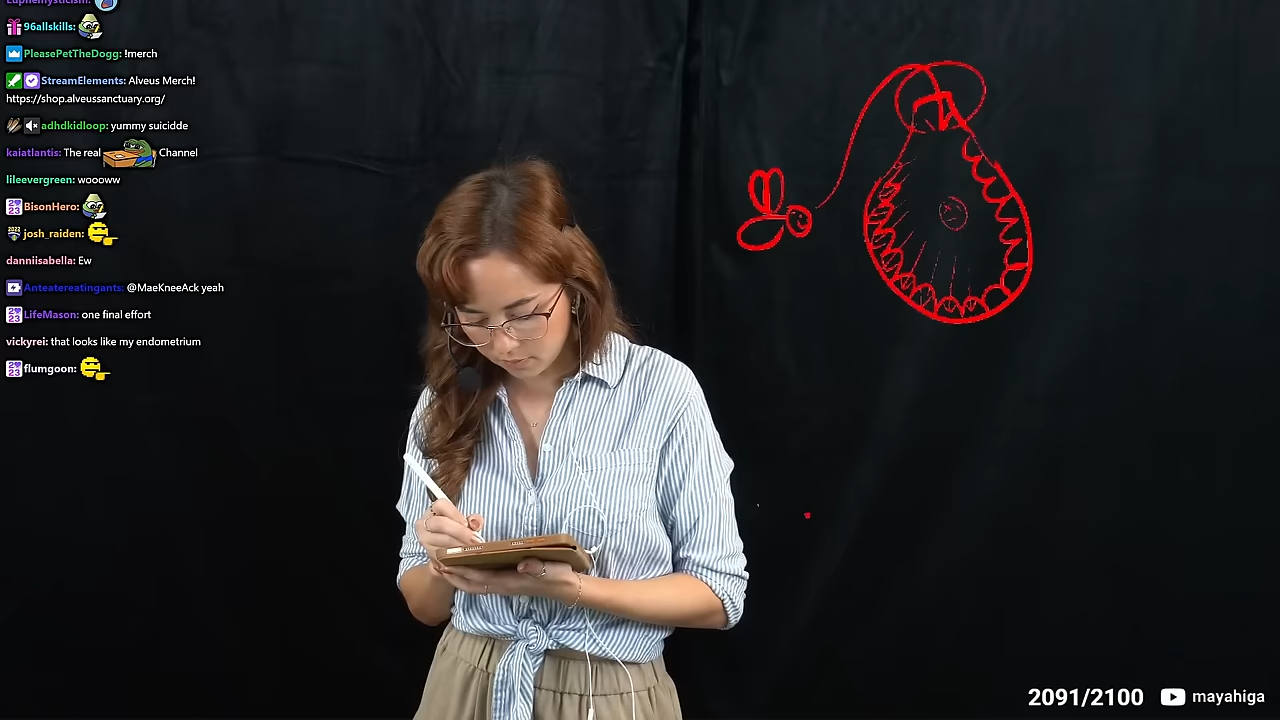 Euphemysticism:
96allskills:
PleasePetTheDogg: !merch
StreamElements: Alveus Merch!
https://shop.alveussanctuary.org/
adhdkidloop: yummy suicidde
kaiatlantis: The real Channel
lileevergreen: woooww
BisonHero:
josh_raiden:
danniisabella: Ew
Anteatereatingants: @MaeKneeAck yeah
LifeMason: one final effort
vickyrei: that looks like my endometrium
flumgoon:
2091/2100 mayahiga